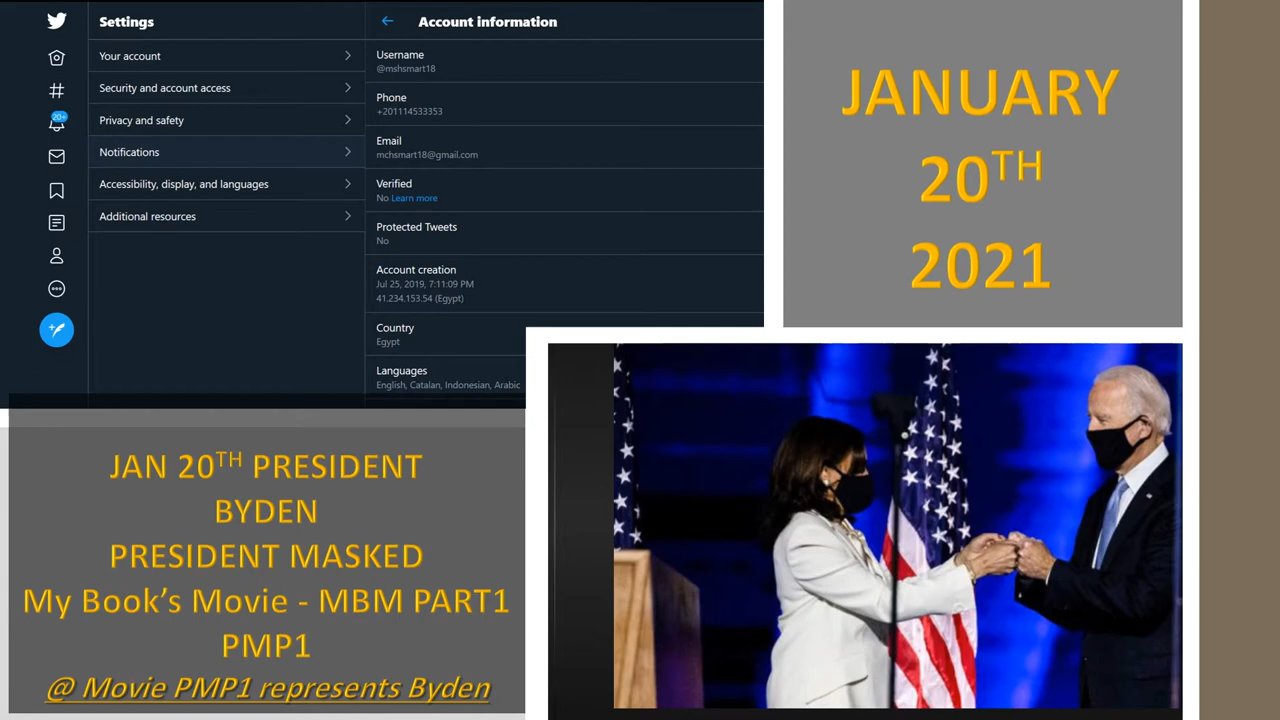 Settings
Your account
Security and account access
Privacy and safety
20+
Notifications
Accessibility, display, and languages
Additional resources
Account information
Username
@mshsmart18
Phone
+201114533353
Email
mchsmart18@gmail.com
Verified
No Learn more
Protected Tweets
No
Account creation
Jul 25, 2019, 7:11:09 PM
41.234.153.54 (Egypt)
Country
Egypt
Languages
English, Catalan, Indonesian, Arabic
JANUARY
20TH
2021
JAN 20TH PRESIDENT
BYDEN
PRESIDENT MASKED
My Book's Movie - MBM PART1
PMP1
@ Movie PMP1 represents Byden